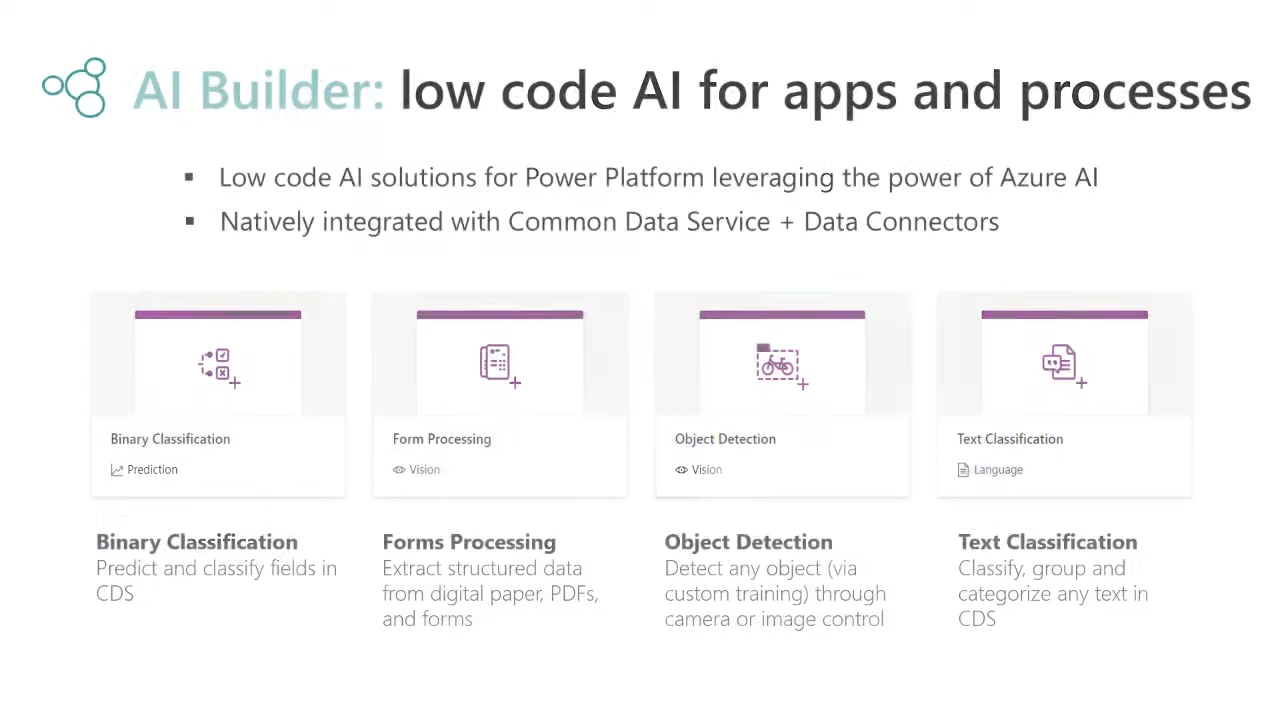 AI Builder: low code AI for apps and processes
▪ Low code AI solutions for Power Platform leveraging the power of Azure AI
▪ Natively integrated with Common Data Service + Data Connectors
Binary Classification
Prediction
Form Processing
Vision
Object Detection
Vision
Text Classification
Language
Binary Classification
Predict and classify fields in
CDS
Forms Processing
Extract structured data
from digital paper, PDFs,
and forms
Object Detection
Detect any object (via
custom training) through
camera or image control
Text Classification
Classify, group and
categorize any text in
CDS